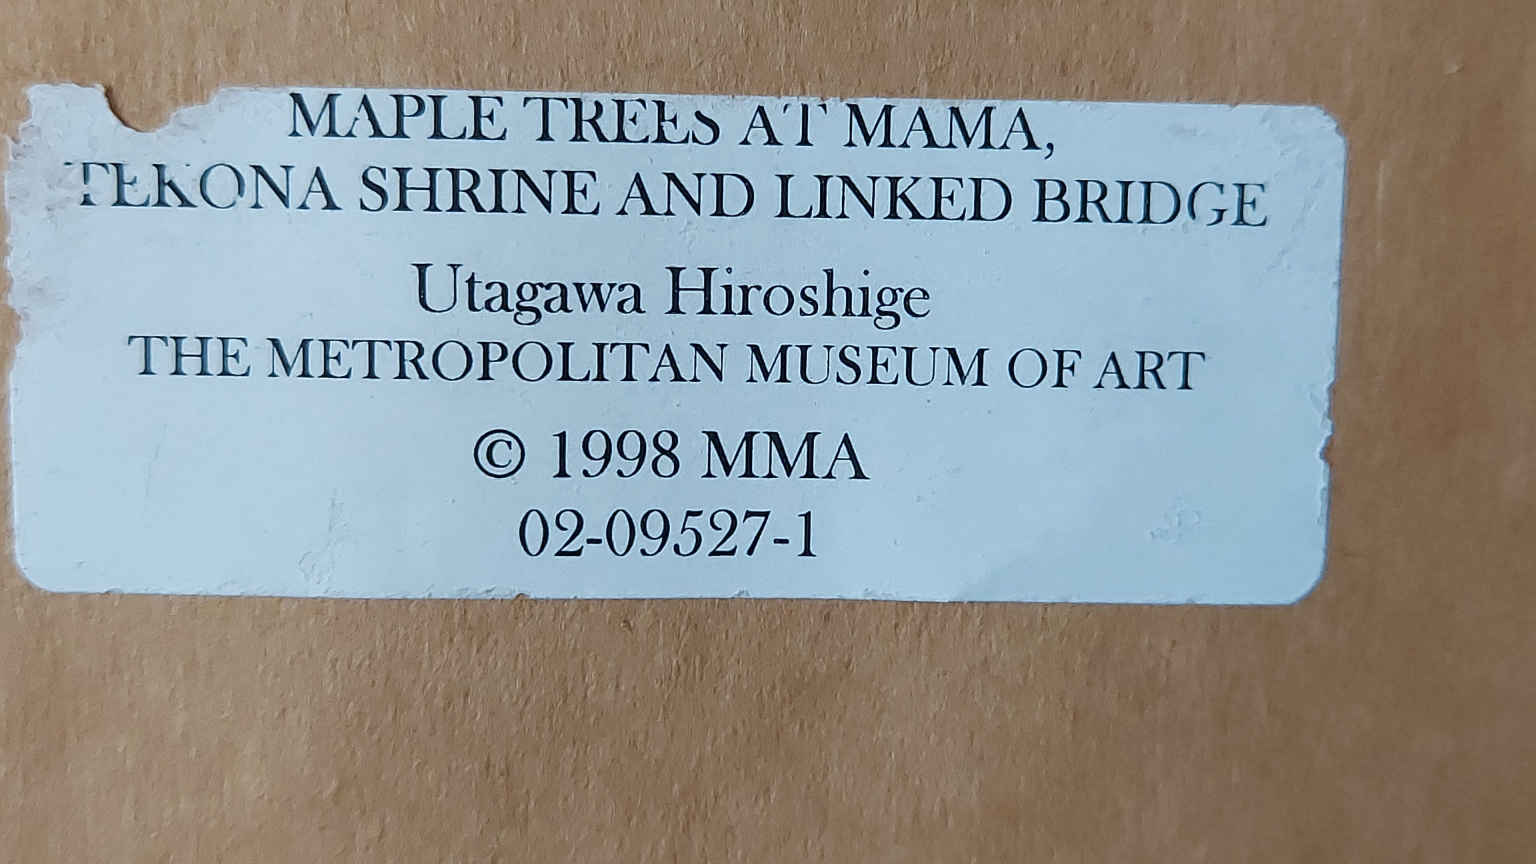 MAPLE TREES AT MAMA,
TEKONA SHRINE AND LINKED BRIDGE
Utagawa Hiroshige
THE METROPOLITAN MUSEUM OF ART
© 1998 MMA
02-09527-1